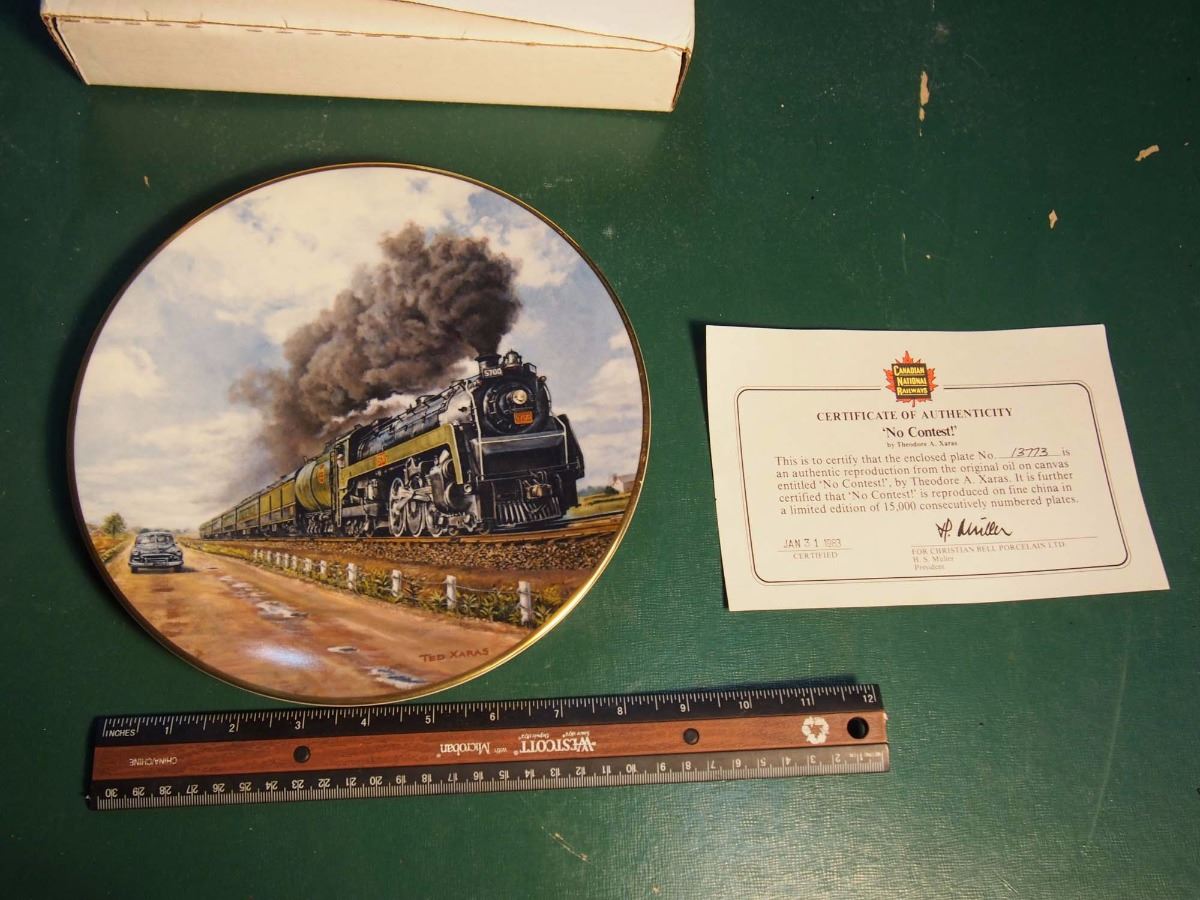 5700
5700
TED XARAS
CANADIAN
NATIONAL
RAILWAYS
CERTIFICATE OF AUTHENTICITY
'No Contest!'
by Theodore A. Xaras
This is to certify that the enclosed plate No. 13773 is
an authentic reproduction from the original oil on canvas
entitled 'No Contest!', by Theodore A. Xaras. It is further
certified that 'No Contest!' is reproduced on fine china in
a limited edition of 15,000 consecutively numbered plates.
JAN 31 1983
CERTIFIED
H. Müller
FOR CHRISTIAN BELL PORCELAIN LTD.
H. S. Muller
President
INCHES 1 2 3 4 5 6 7 8 9 10 11 12
CHINA/CHINE
WESTCOTT® with Microban®
30 29 28 27 26 25 24 23 22 21 20 19 18 17 16 15 14 13 12 11 10 9 8 7 6 5 4 3 2 1